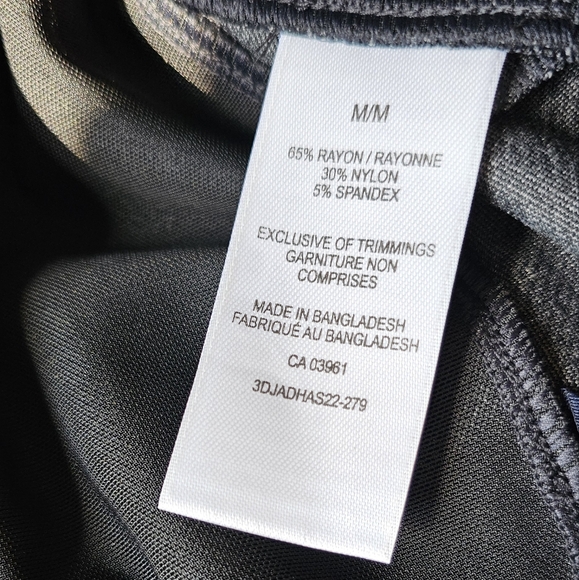 M/M
65% RAYON / RAYONNE
30% NYLON
5% SPANDEX
EXCLUSIVE OF TRIMMINGS
GARNITURE NON
COMPRISES
MADE IN BANGLADESH
FABRIQUÉ AU BANGLADESH
CA 03961
3DJADHAS22-279